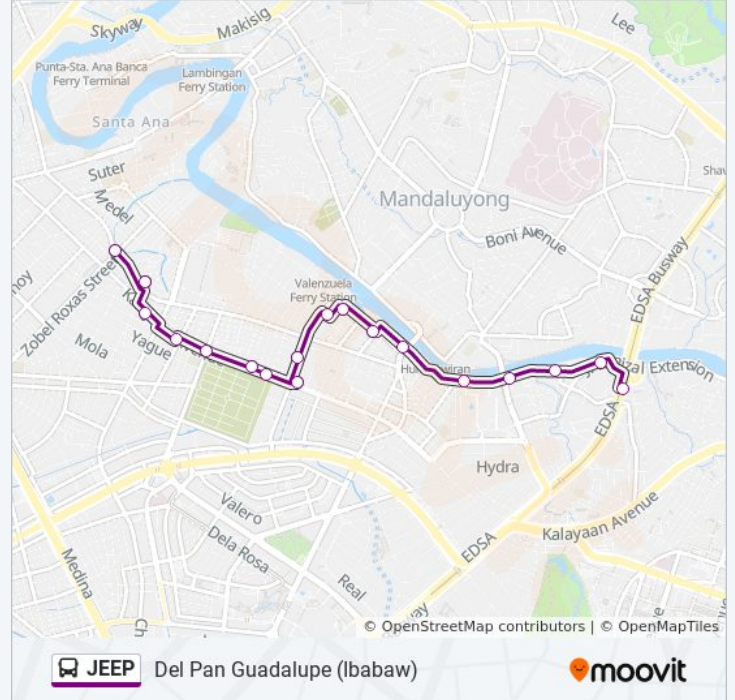 Skyway
Makisig
Lee
Punta-Sta. Ana Banca
Ferry Terminal
Lambingan
Ferry Station
Santa Ana
Suter
Medel
Mandaluyong
Boni Avenue
EDSA Busway
Zobel Roxas Street
Valenzuela
Ferry Station
Mola
Yague
Rizal Extension
EDSA
Hydra
Valero
Dela Rosa
Kalayaan Avenue
EDSA
Medina
Real
© OpenStreetMap contributors | © OpenMapTiles
JEEP Del Pan Guadalupe (Ibabaw)
moovit